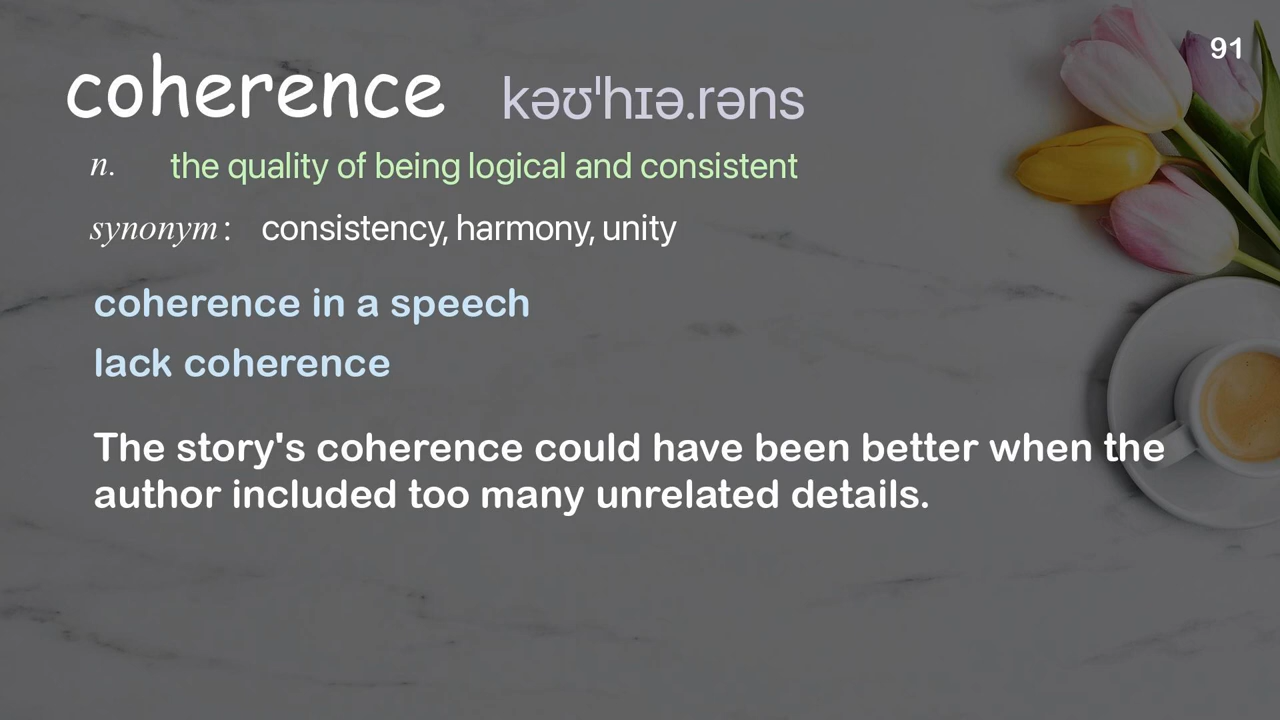 91
coherence kəʊˈhɪə.rəns
n. the quality of being logical and consistent
synonym: consistency, harmony, unity
coherence in a speech
lack coherence
The story's coherence could have been better when the
author included too many unrelated details.